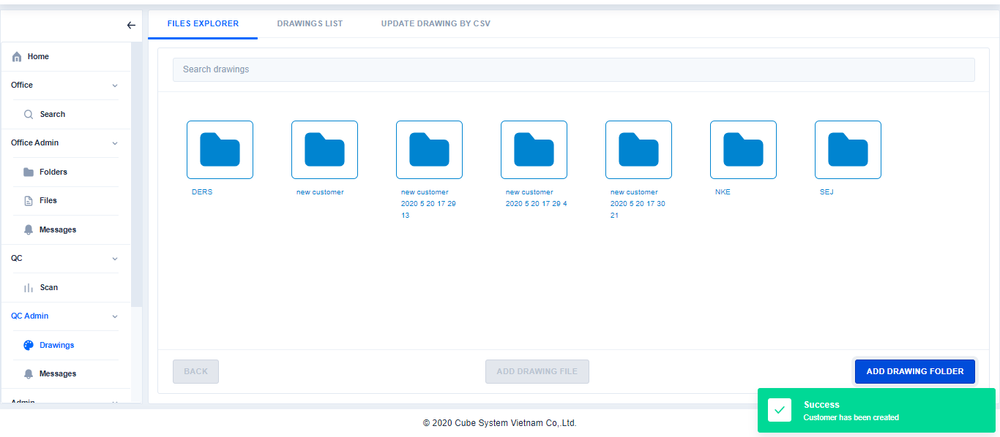 FILES EXPLORER
DRAWINGS LIST
UPDATE DRAWING BY CSV
Home
Office
Search
Office Admin
Folders
Files
Messages
QC
Scan
QC Admin
Drawings
Messages
Admin
Search drawings
DERS
new customer
new customer
2020 5 20 17 29
13
new customer
2020 5 20 17 29 4
new customer
2020 5 20 17 30
21
NKE
SEJ
BACK
ADD DRAWING FILE
ADD DRAWING FOLDER
Success
Customer has been created
© 2020 Cube System Vietnam Co,.Ltd.